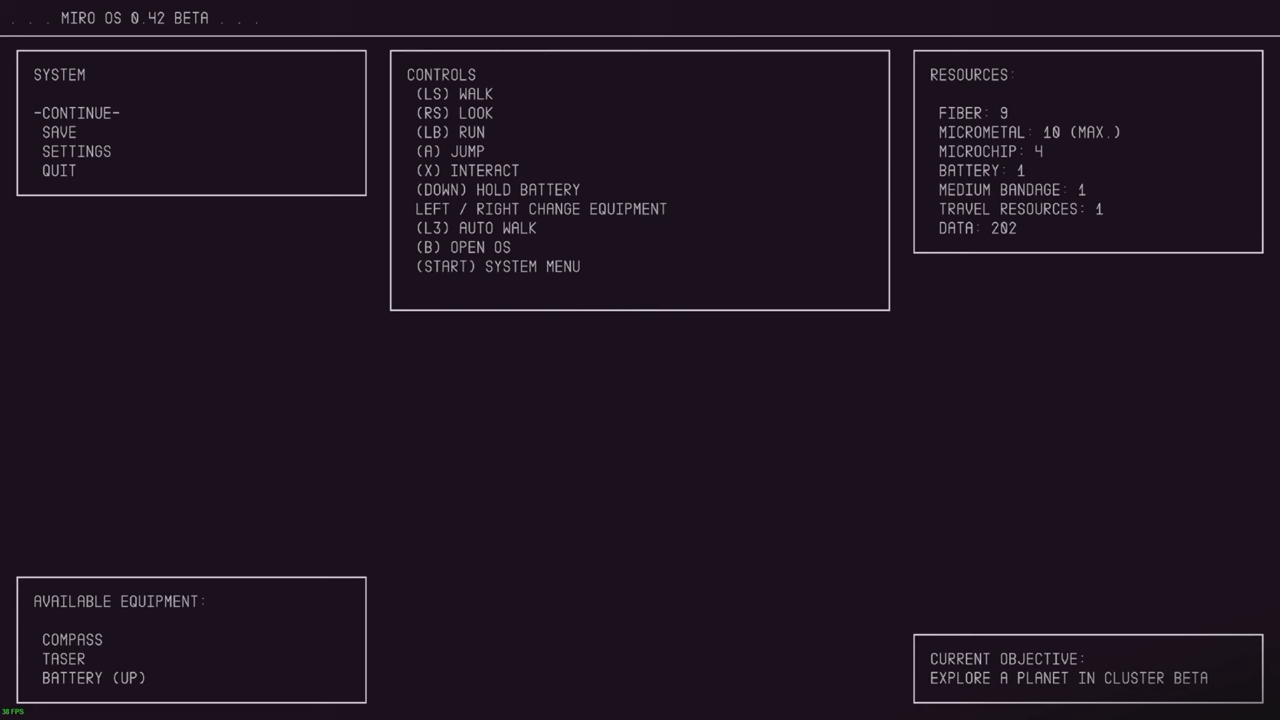 . . . MIRO OS 0.42 BETA . . .
SYSTEM
-CONTINUE-
SAVE
SETTINGS
QUIT
CONTROLS
(LS) WALK
(RS) LOOK
(LB) RUN
(A) JUMP
(X) INTERACT
(DOWN) HOLD BATTERY
LEFT / RIGHT CHANGE EQUIPMENT
(L3) AUTO WALK
(B) OPEN OS
(START) SYSTEM MENU
RESOURCES:
FIBER: 9
MICROMETAL: 10 (MAX.)
MICROCHIP: 4
BATTERY: 1
MEDIUM BANDAGE: 1
TRAVEL RESOURCES: 1
DATA: 202
AVAILABLE EQUIPMENT:
COMPASS
TASER
BATTERY (UP)
CURRENT OBJECTIVE:
EXPLORE A PLANET IN CLUSTER BETA
38 FPS